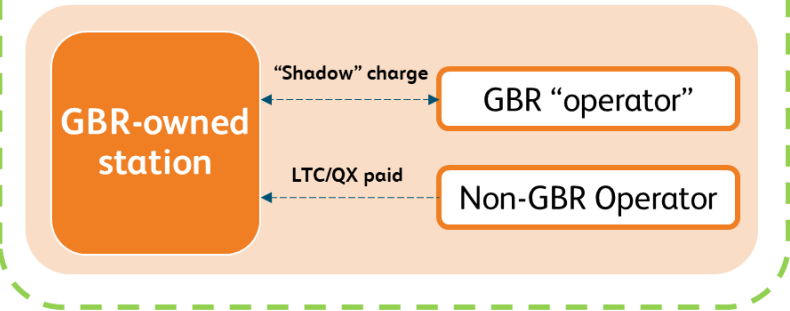 “Shadow” charge
GBR-owned
station
GBR “operator”
LTC/QX paid
Non-GBR Operator